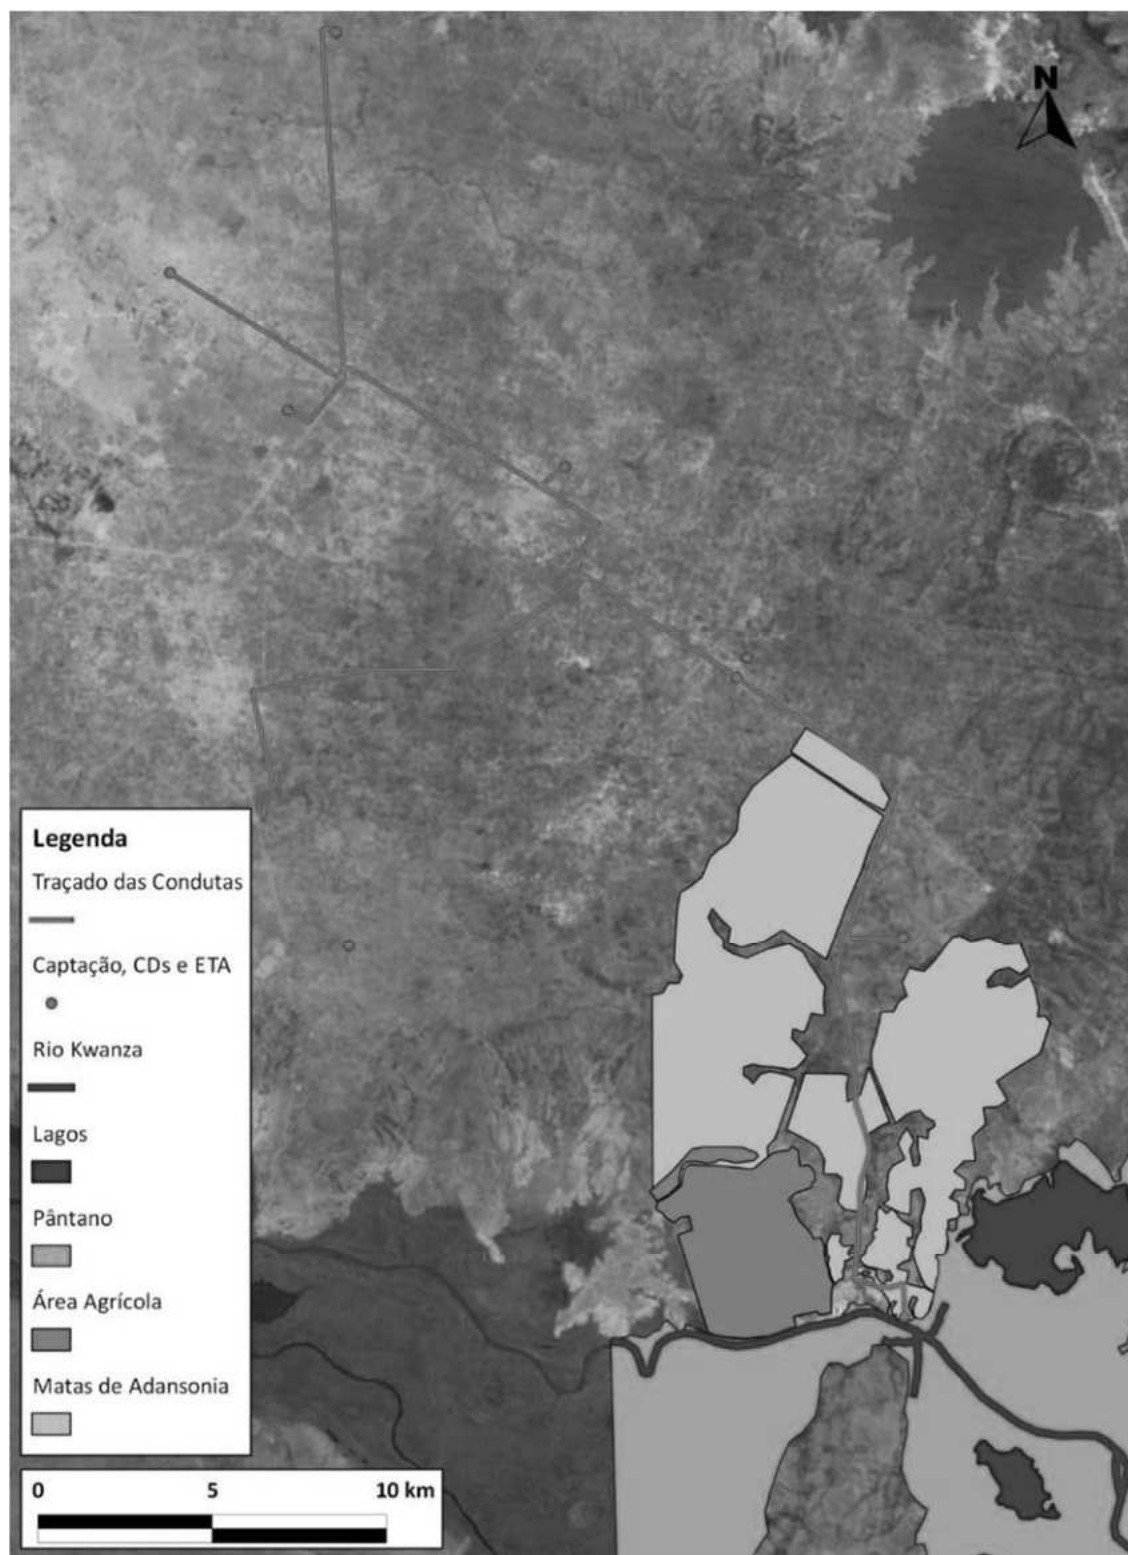 N
Legenda
Traçado das Condutas
Captação, CDs e ETA
Rio Kwanza
Lagos
Pântano
Área Agrícola
Matas de Adansonia
0 5 10 km